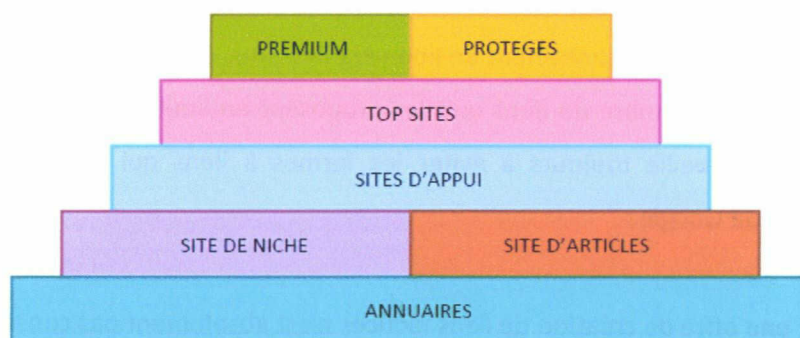 PREMIUM PROTEGES
TOP SITES
SITES D'APPUI
SITE DE NICHE SITE D'ARTICLES
ANNUAIRES